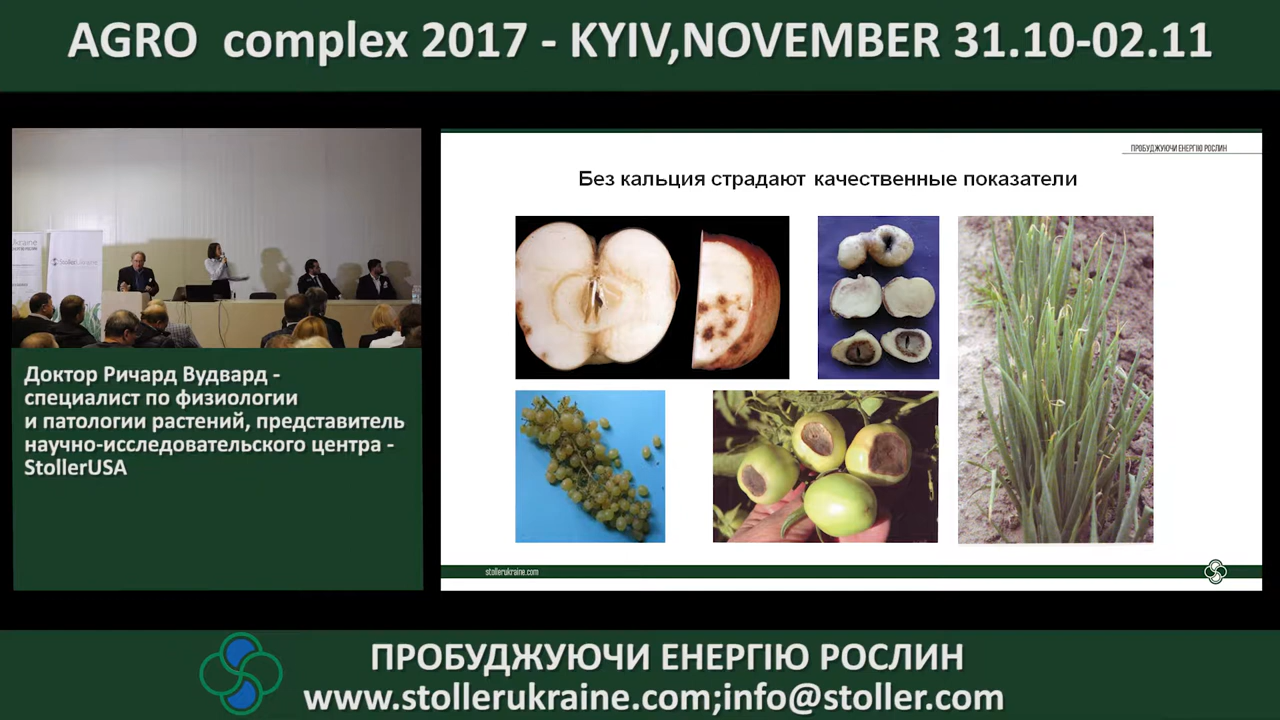 AGRO complex 2017 - KYIV,NOVEMBER 31.10-02.11
ПРОБУДЖУЮЧИ ЕНЕРГІЮ РОСЛИН
Без кальция страдают качественные показатели
StollerUkraine
Доктор Ричард Вудвард -
специалист по физиологии
и патологии растений, представитель
научно-исследовательского центра -
StollerUSA
stollerukraine.com
ПРОБУДЖУЮЧИ ЕНЕРГІЮ РОСЛИН
www.stollerukraine.com;info@stoller.com